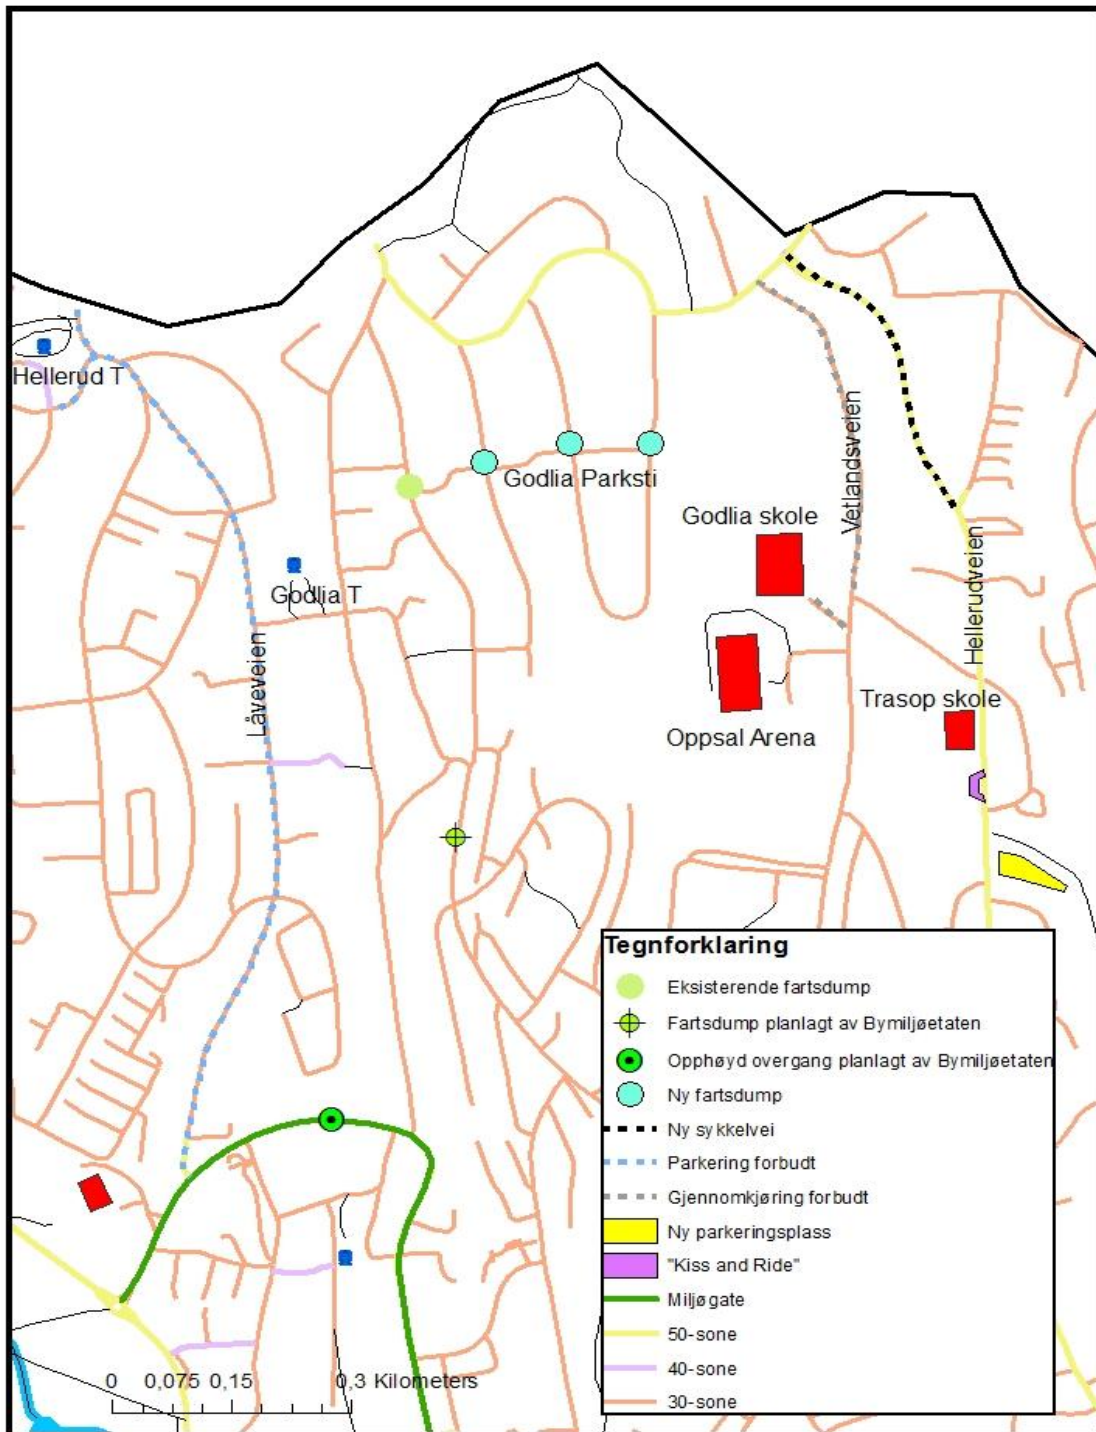 Hellerud T
Godlia Parksti
Vetlandsveien
Godlia skole
Hellerudveien
Godlia T
Låveveien
Trasop skole
Oppsal Arena
Tegnforklaring
Eksisterende fartsdump
Fartsdump planlagt av Bymiljøetaten
Opphøyd overgang planlagt av Bymiljøetaten
Ny fartsdump
Ny sykkelvei
Parkering forbudt
Gjennomkjøring forbudt
Ny parkeringsplass
"Kiss and Ride"
Miljøgate
50-sone
40-sone
30-sone
0 0,075 0,15 0,3 Kilometers